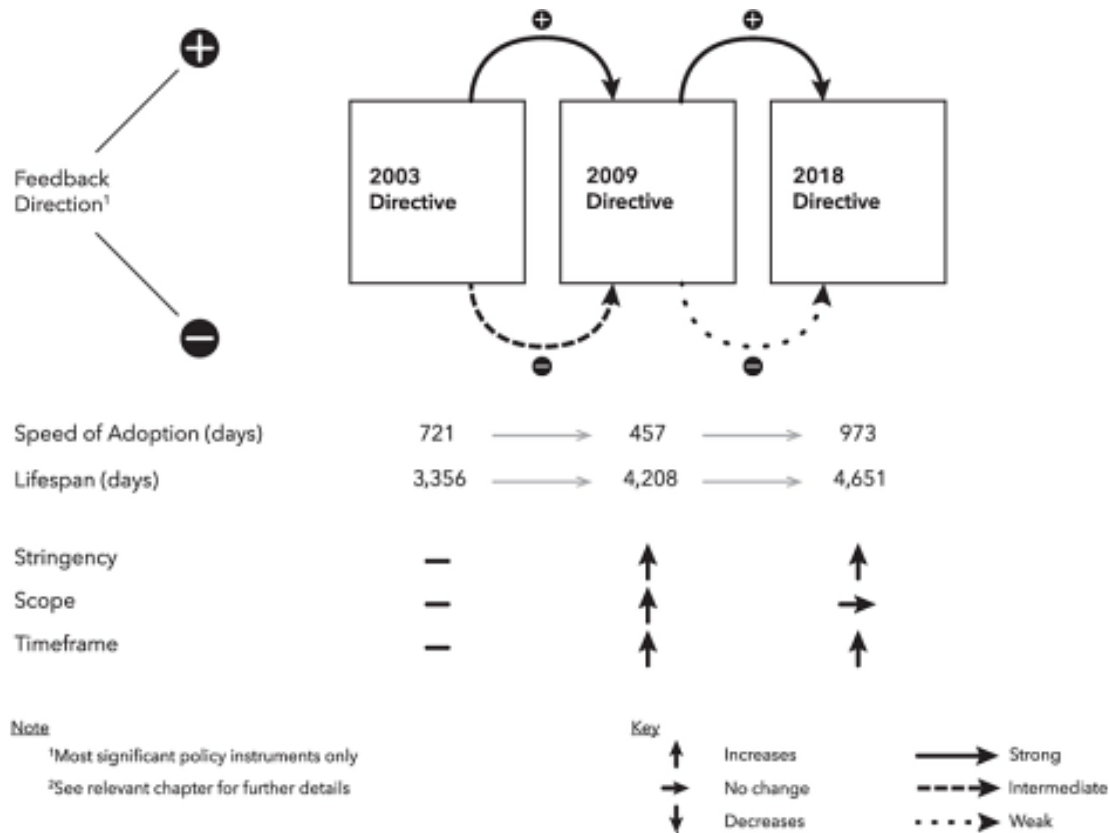 +
+
+
Feedback
Direction¹
2003
Directive
2009
Directive
2018
Directive
−
−
−
Speed of Adoption (days) 721 457 973
Lifespan (days) 3,356 4,208 4,651
Stringency −
Scope −
Timeframe −
Note
¹Most significant policy instruments only
²See relevant chapter for further details
Key
Increases
No change
Decreases
Strong
Intermediate
Weak